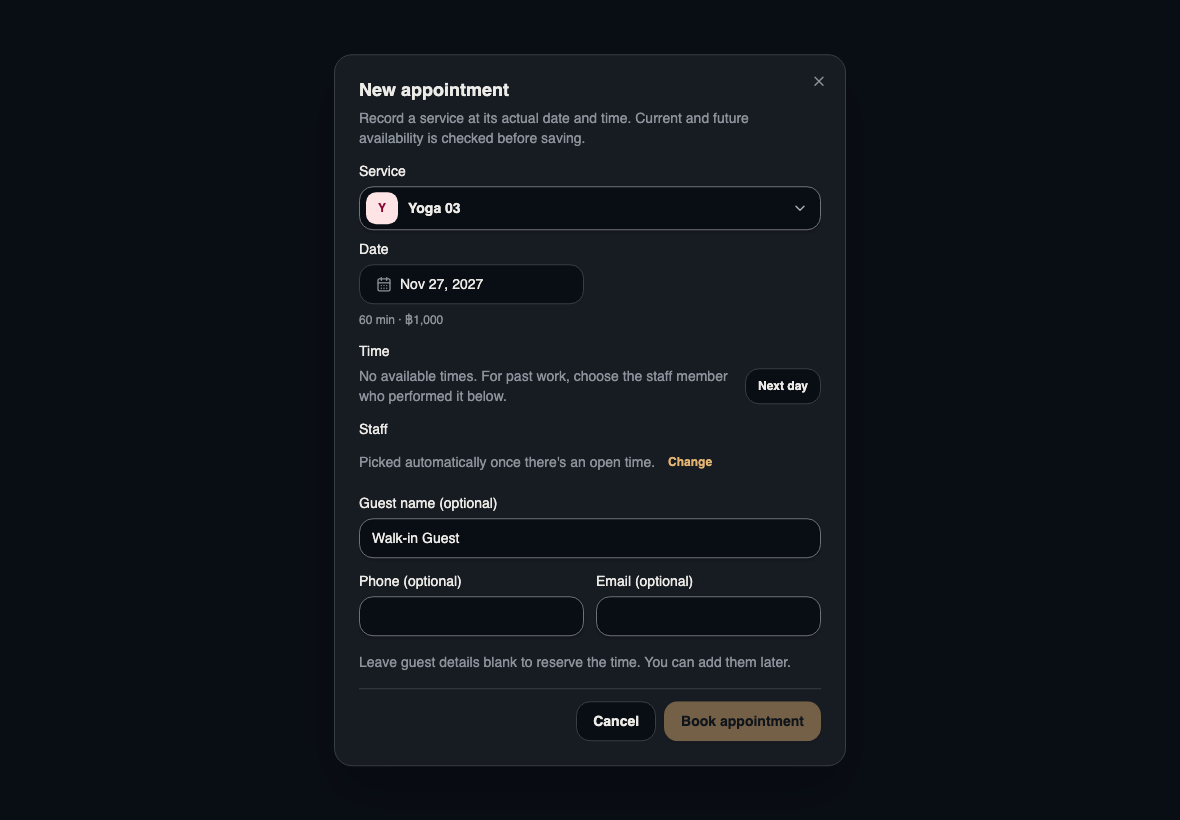 New appointment
Record a service at its actual date and time. Current and future
availability is checked before saving.
Service
Y Yoga 03
Date
Nov 27, 2027
60 min · ฿1,000
Time
No available times. For past work, choose the staff member
who performed it below.
Next day
Staff
Picked automatically once there's an open time. Change
Guest name (optional)
Walk-in Guest
Phone (optional) Email (optional)
Leave guest details blank to reserve the time. You can add them later.
Cancel Book appointment